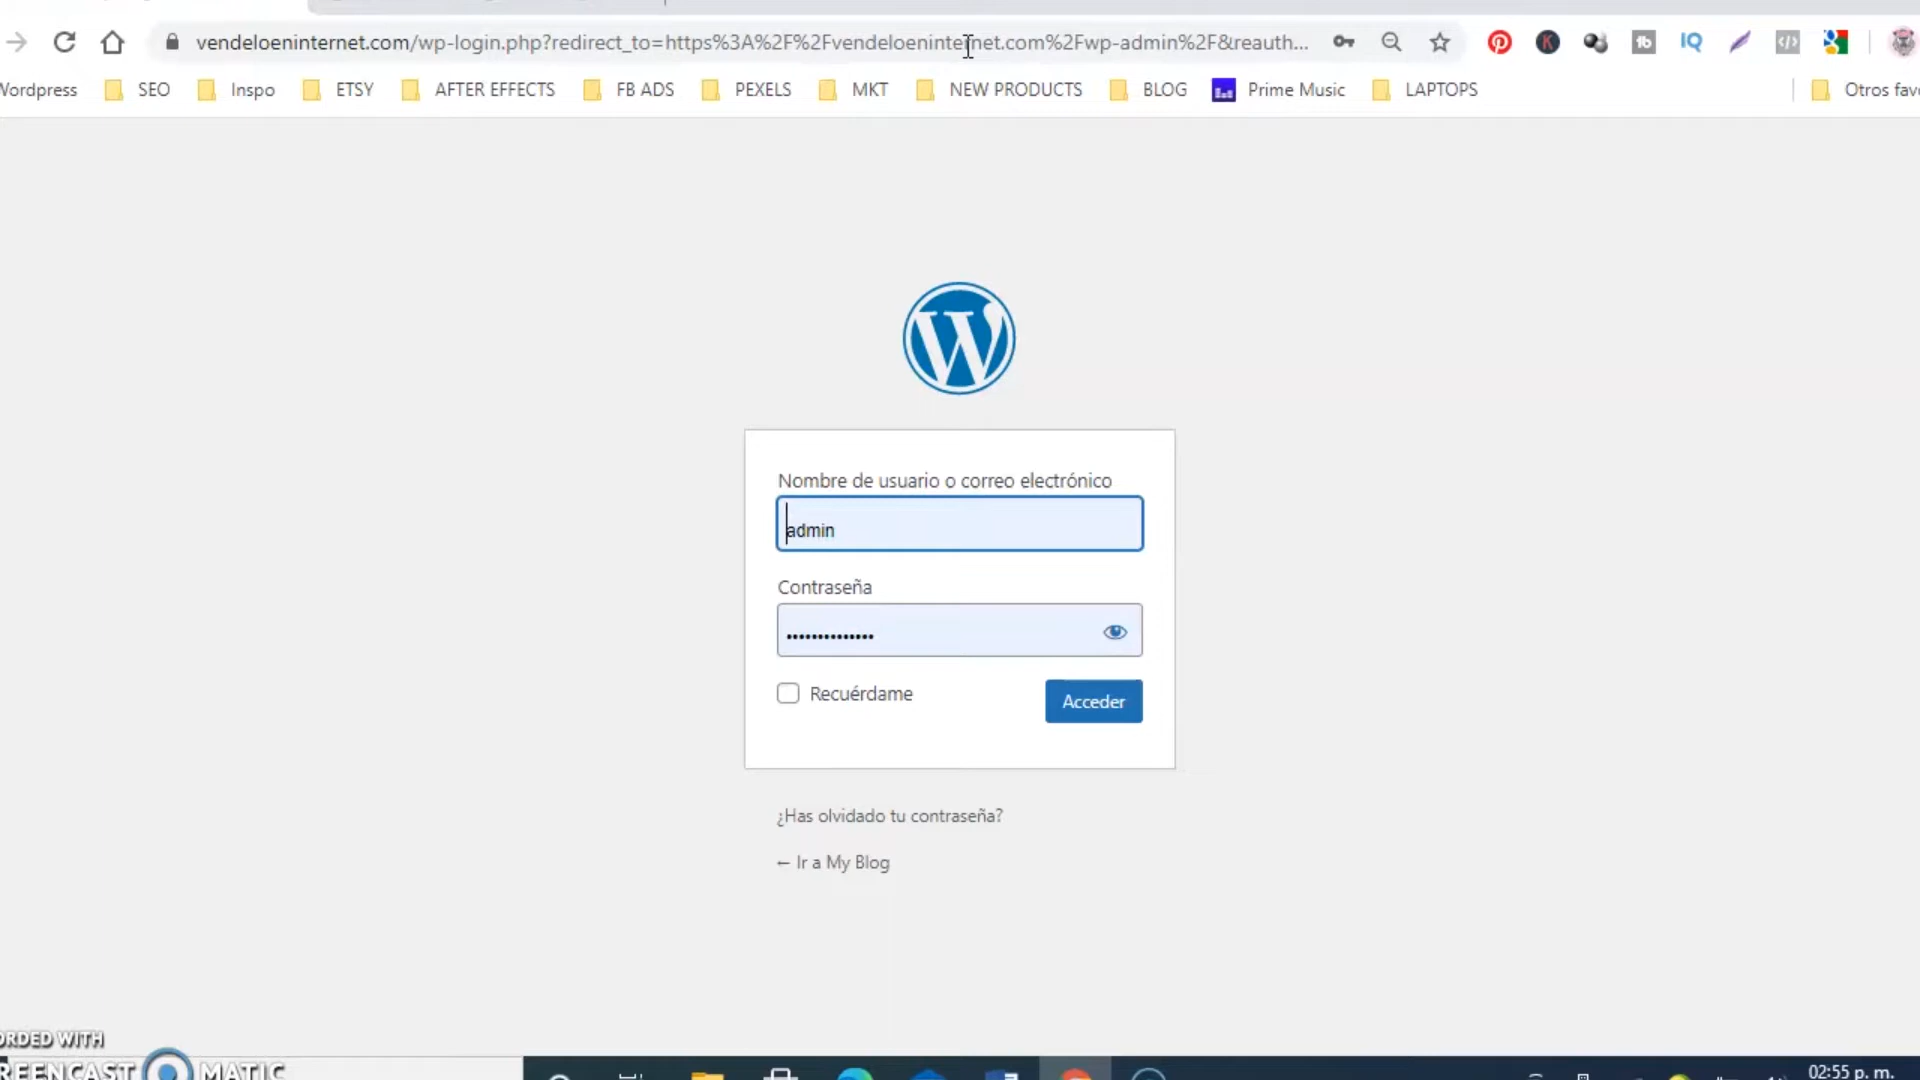 vendeloeninternet.com/wp-login.php?redirect_to=https%3A%2F%2Fvendeloeninternet.com%2Fwp-admin%2F&reauth...
Wordpress SEO Inspo ETSY AFTER EFFECTS FB ADS PEXELS MKT NEW PRODUCTS BLOG Prime Music LAPTOPS Otros fav
Nombre de usuario o correo electrónico
admin
Contraseña
Recuérdame
Acceder
¿Has olvidado tu contraseña?
← Ir a My Blog
ORDED WITH
REENCAST MATIC
02:55 p. m.